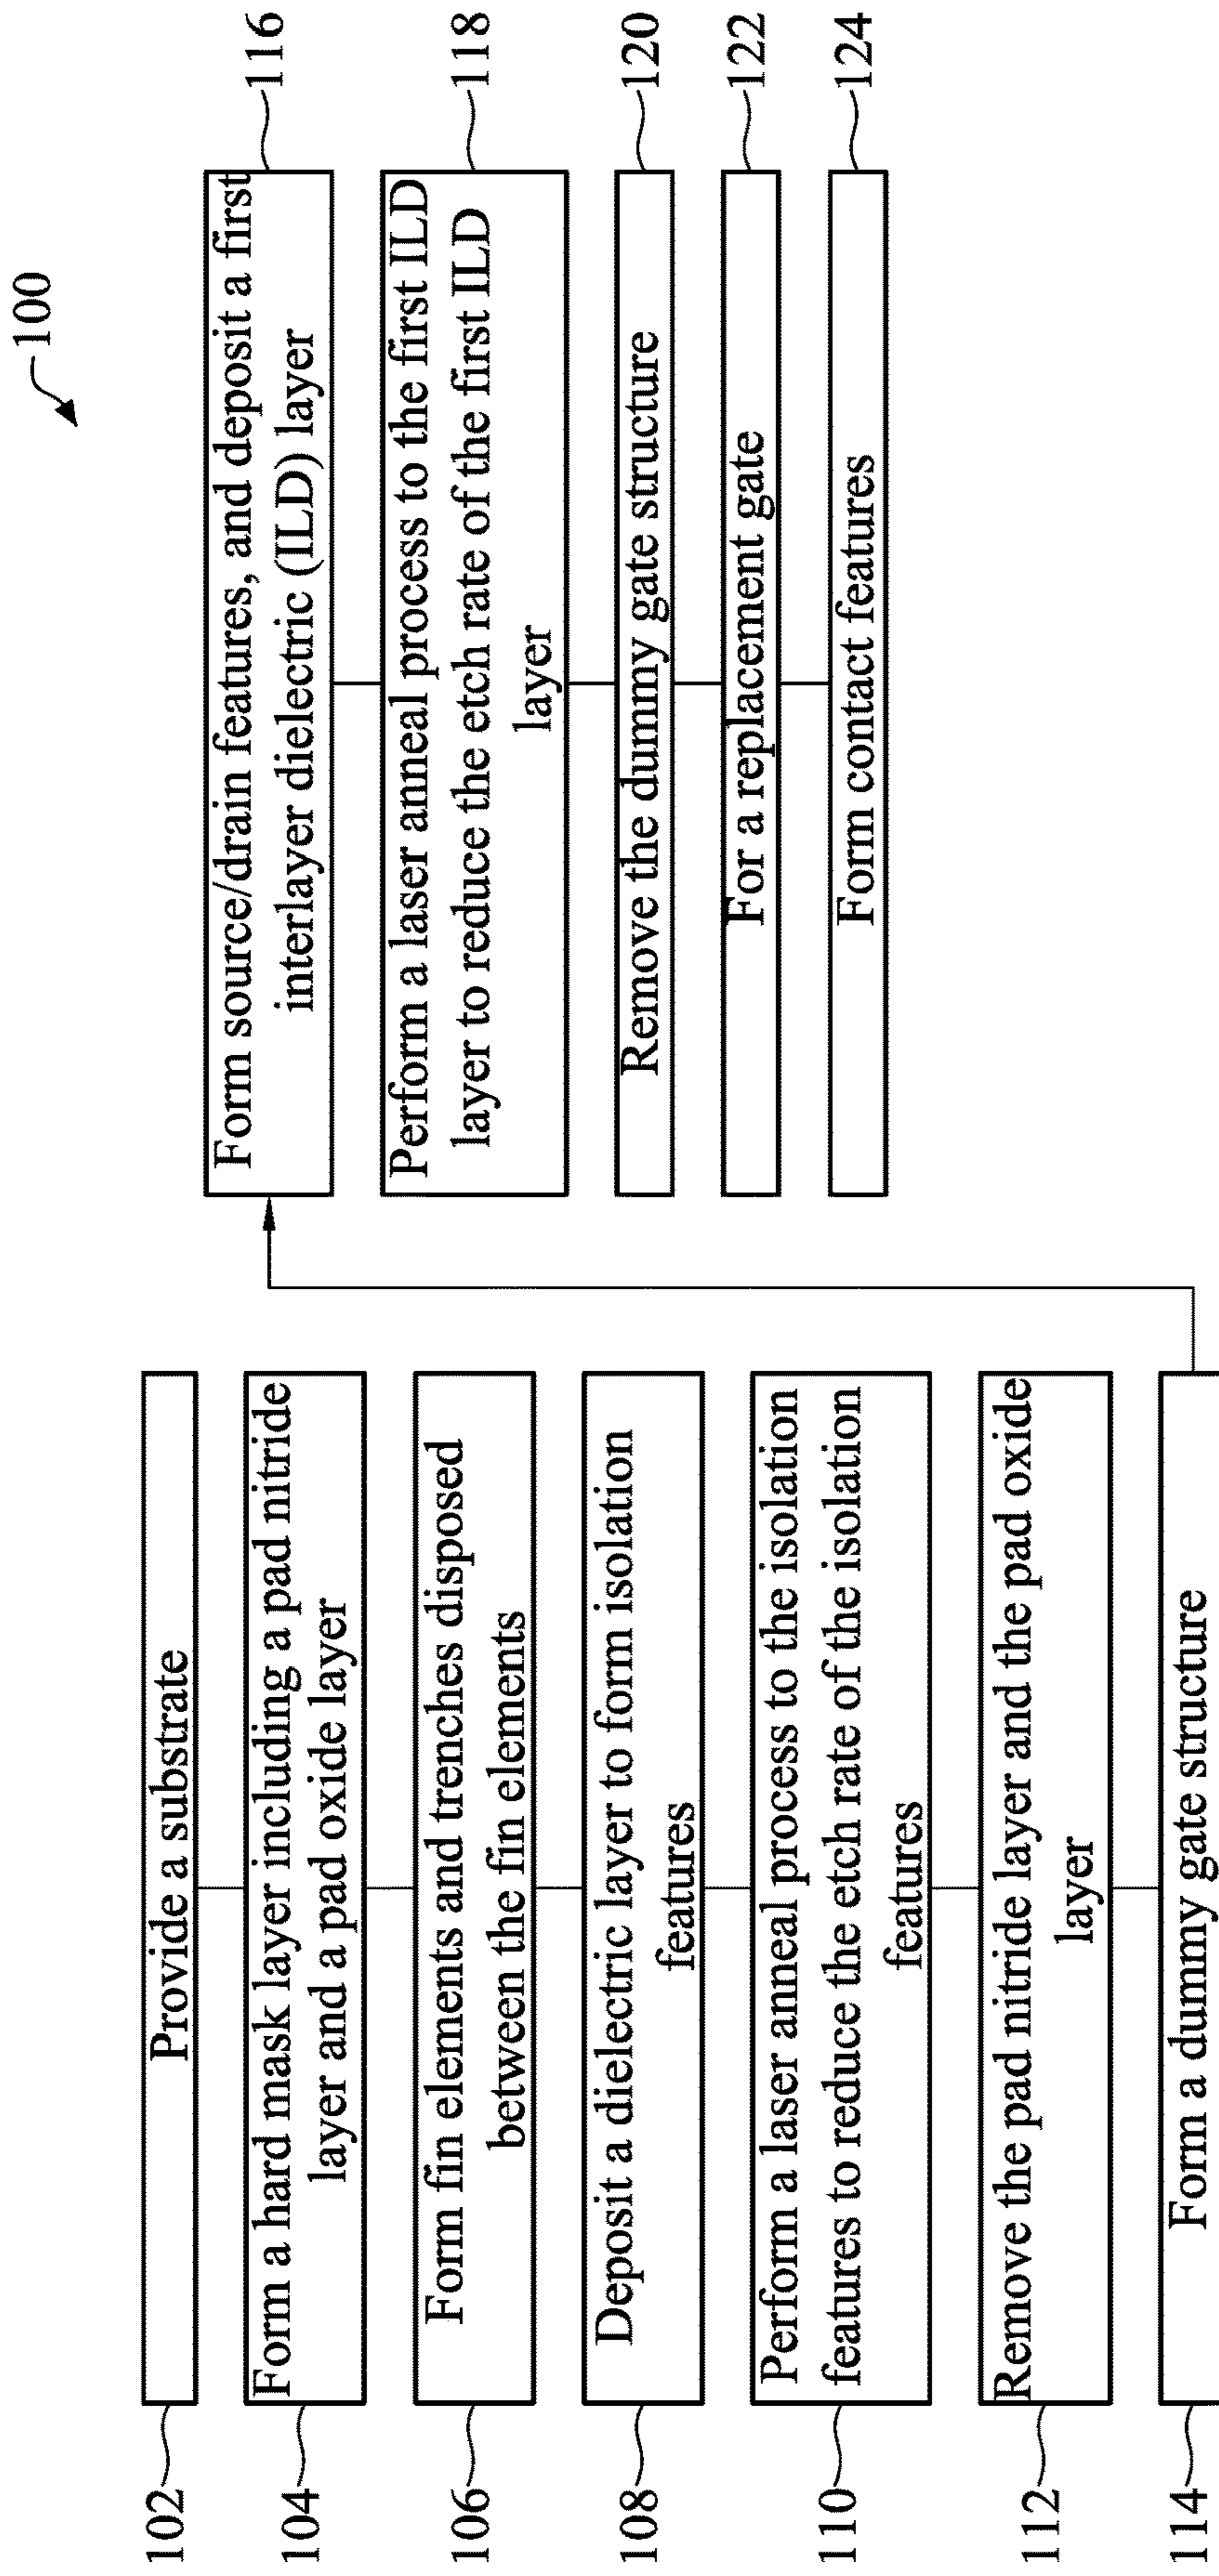 100
102
Provide a substrate
104
Form a hard mask layer including a pad nitride
layer and a pad oxide layer
106
Form fin elements and trenches disposed
between the fin elements
108
Deposit a dielectric layer to form isolation
features
110
Perform a laser anneal process to the isolation
features to reduce the etch rate of the isolation
features
112
Remove the pad nitride layer and the pad oxide
layer
114
Form a dummy gate structure
Form source/drain features, and deposit a first
interlayer dielectric (ILD) layer
116
Perform a laser anneal process to the first ILD
layer to reduce the etch rate of the first ILD
layer
118
Remove the dummy gate structure
120
For a replacement gate
122
Form contact features
124